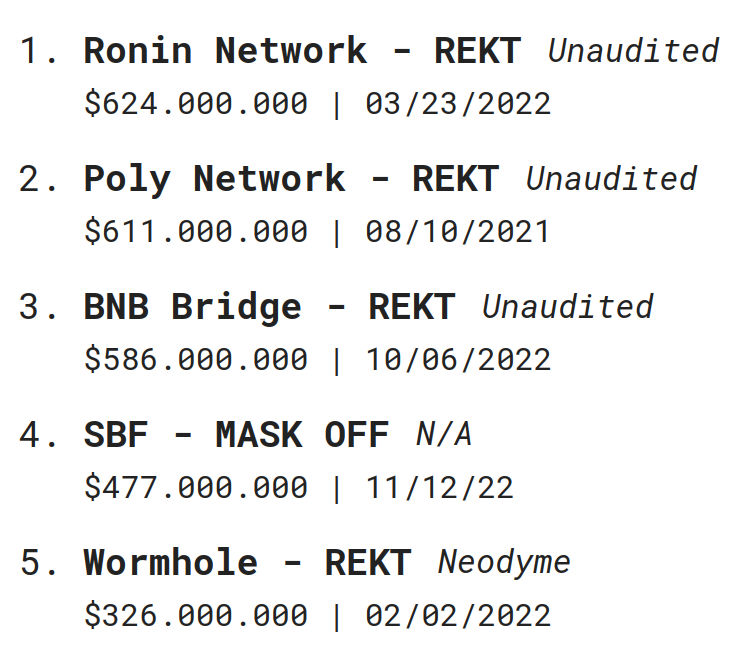 1. Ronin Network - REKT Unaudited
$624.000.000 | 03/23/2022
2. Poly Network - REKT Unaudited
$611.000.000 | 08/10/2021
3. BNB Bridge - REKT Unaudited
$586.000.000 | 10/06/2022
4. SBF - MASK OFF N/A
$477.000.000 | 11/12/22
5. Wormhole - REKT Neodyme
$326.000.000 | 02/02/2022